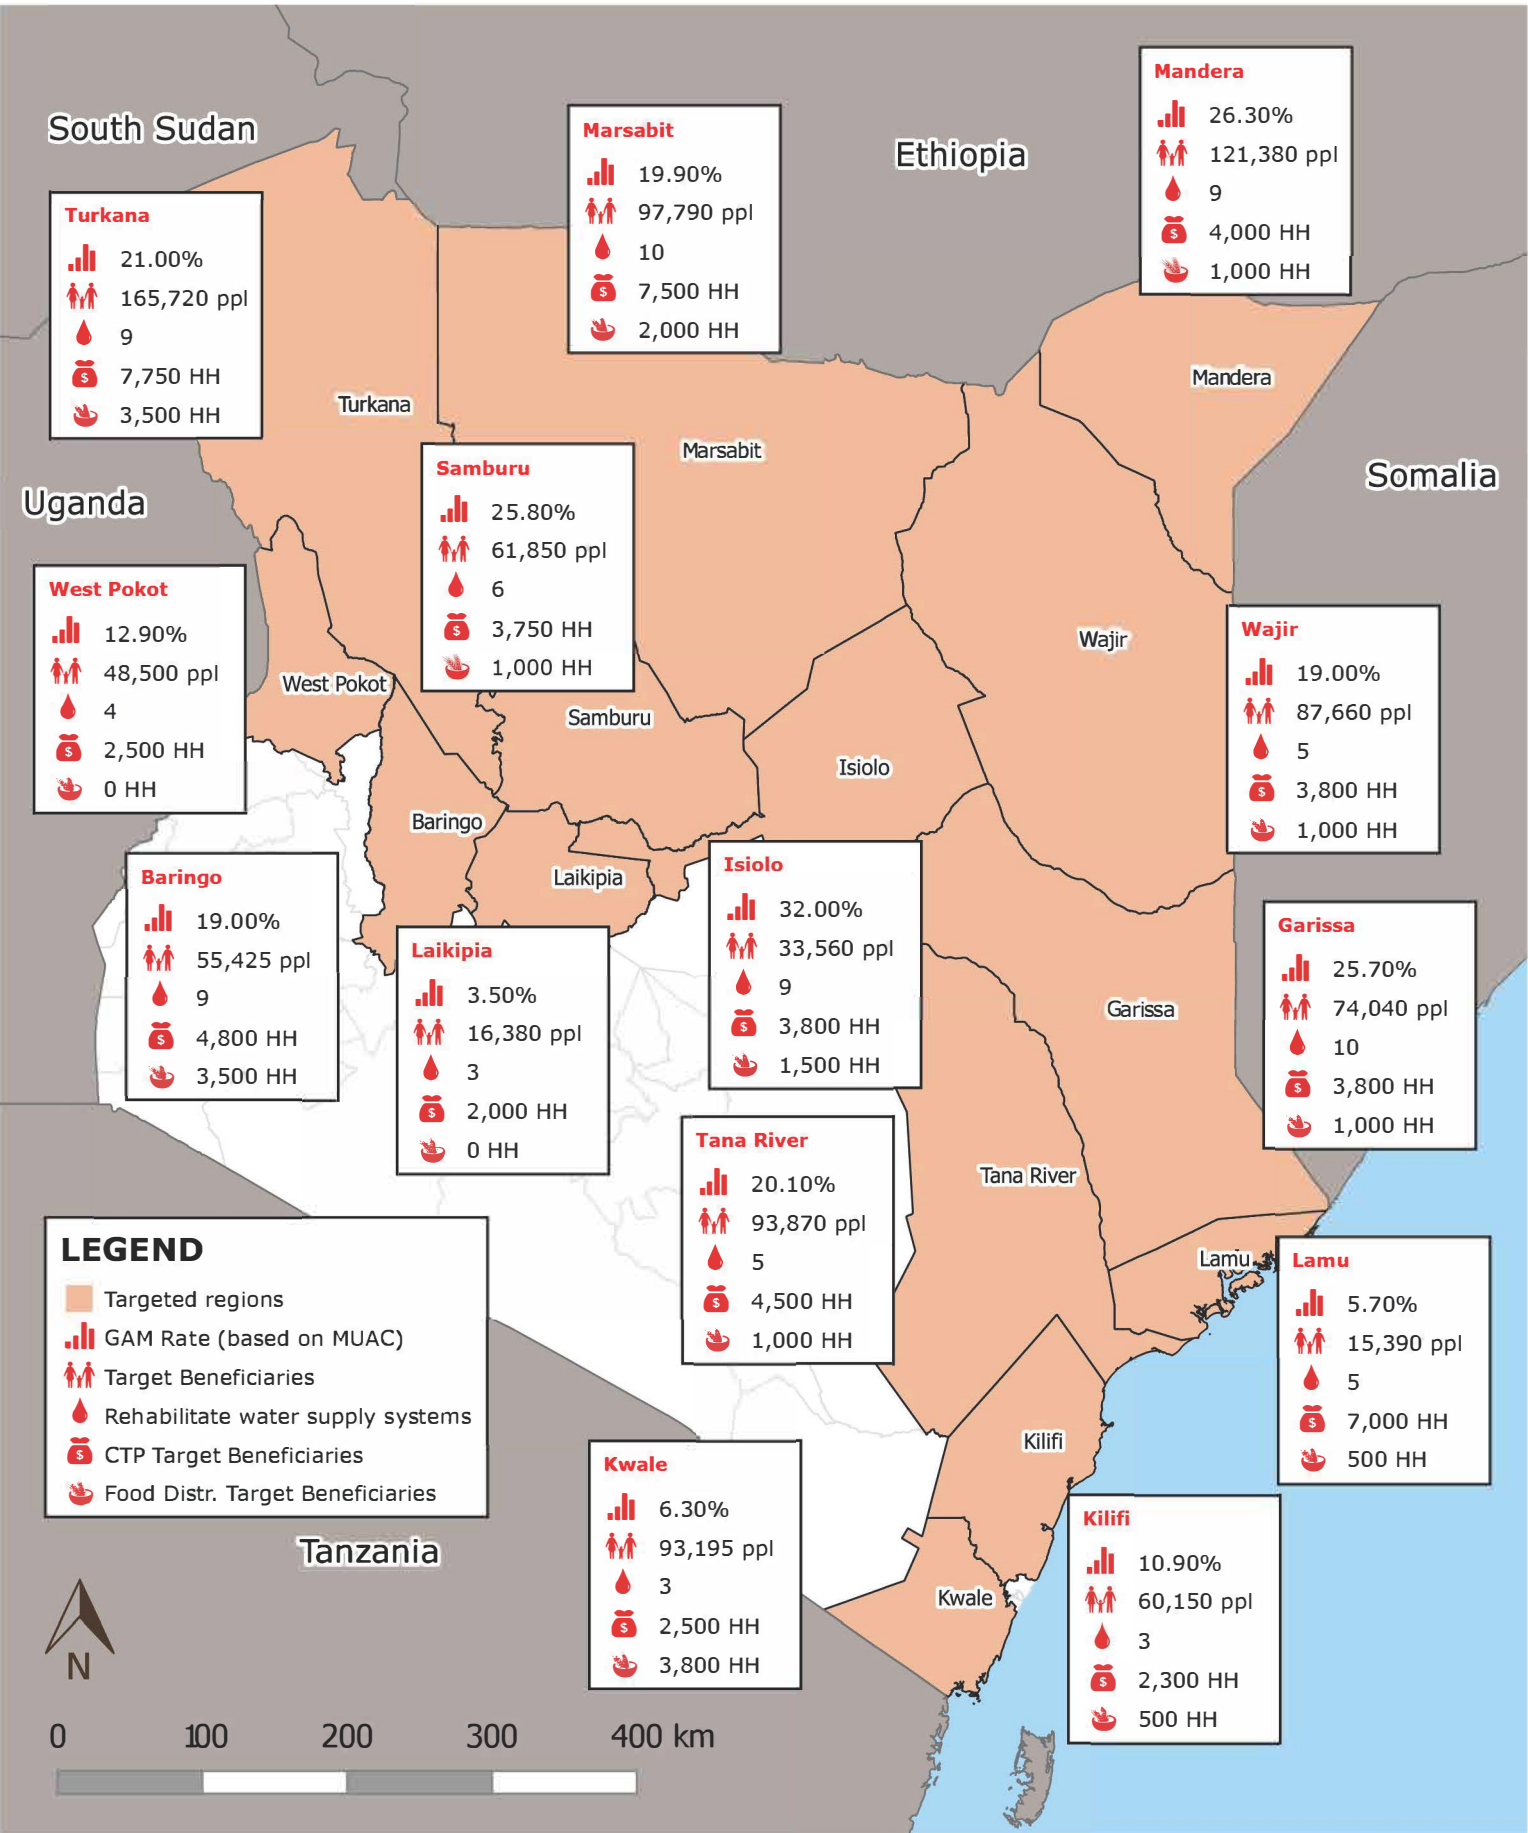 South Sudan
Ethiopia
Uganda
Somalia
Tanzania
Mandera
26.30%
121,380 ppl
9
4,000 HH
1,000 HH
Marsabit
19.90%
97,790 ppl
10
7,500 HH
2,000 HH
Turkana
21.00%
165,720 ppl
9
7,750 HH
3,500 HH
Samburu
25.80%
61,850 ppl
6
3,750 HH
1,000 HH
West Pokot
12.90%
48,500 ppl
4
2,500 HH
0 HH
Wajir
19.00%
87,660 ppl
5
3,800 HH
1,000 HH
Baringo
19.00%
55,425 ppl
9
4,800 HH
3,500 HH
Laikipia
3.50%
16,380 ppl
3
2,000 HH
0 HH
Isiolo
32.00%
33,560 ppl
9
3,800 HH
1,500 HH
Garissa
25.70%
74,040 ppl
10
3,800 HH
1,000 HH
Tana River
20.10%
93,870 ppl
5
4,500 HH
1,000 HH
Lamu
5.70%
15,390 ppl
5
7,000 HH
500 HH
Kwale
6.30%
93,195 ppl
3
2,500 HH
3,800 HH
Kilifi
10.90%
60,150 ppl
3
2,300 HH
500 HH
Turkana
Marsabit
Mandera
Wajir
West Pokot
Samburu
Isiolo
Baringo
Laikipia
Garissa
Tana River
Lamu
Kilifi
Kwale
LEGEND
Targeted regions
GAM Rate (based on MUAC)
Target Beneficiaries
Rehabilitate water supply systems
CTP Target Beneficiaries
Food Distr. Target Beneficiaries
N
0 100 200 300 400 km